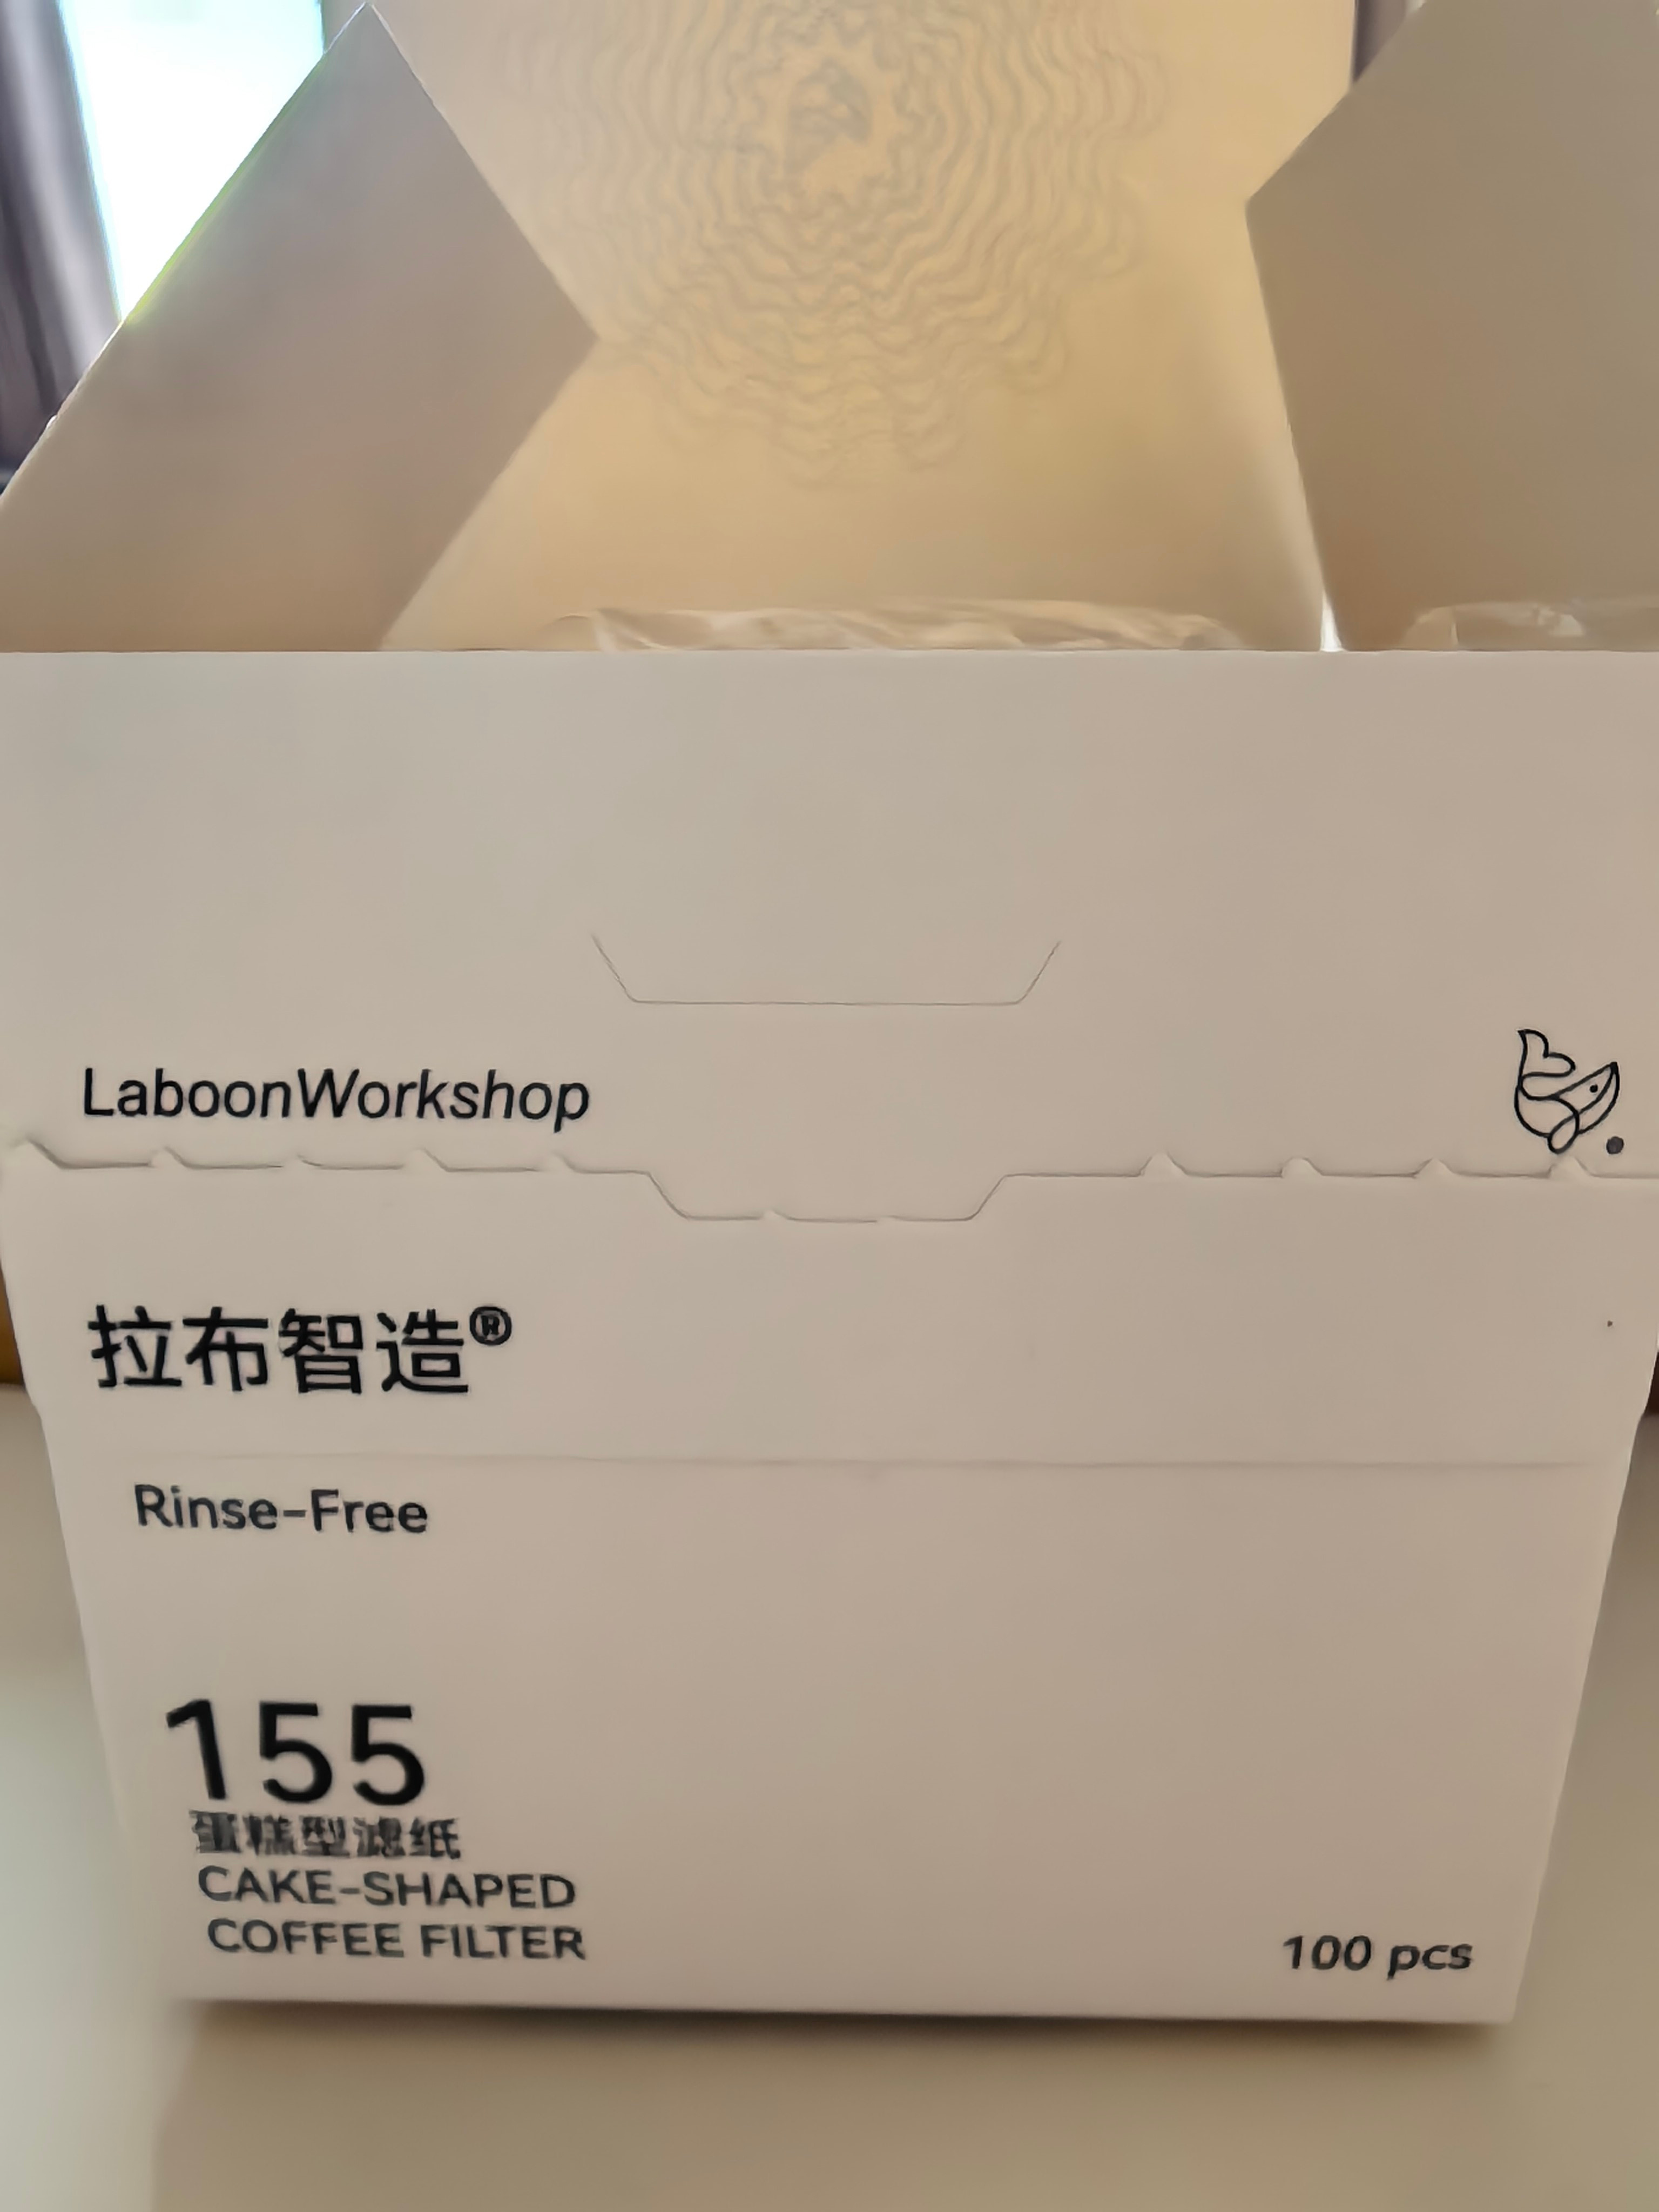 LaboonWorkshop
拉布智造®
Rinse-Free
155
蛋糕型滤纸
CAKE-SHAPED
COFFEE FILTER
100 pcs